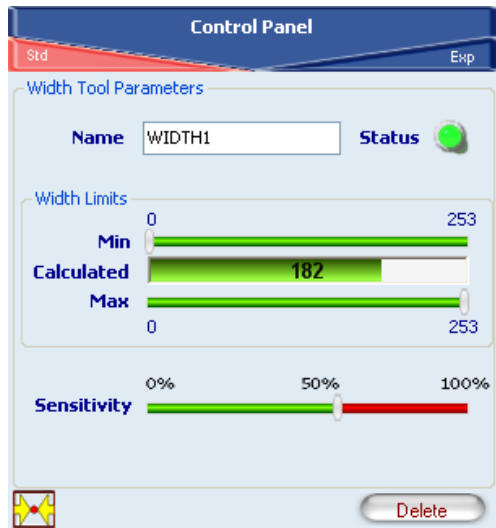 Control Panel
Std Exp
Width Tool Parameters
Name WIDTH1 Status
Width Limits
0 253
Min
Calculated 182
Max
0 253
0% 50% 100%
Sensitivity
Delete